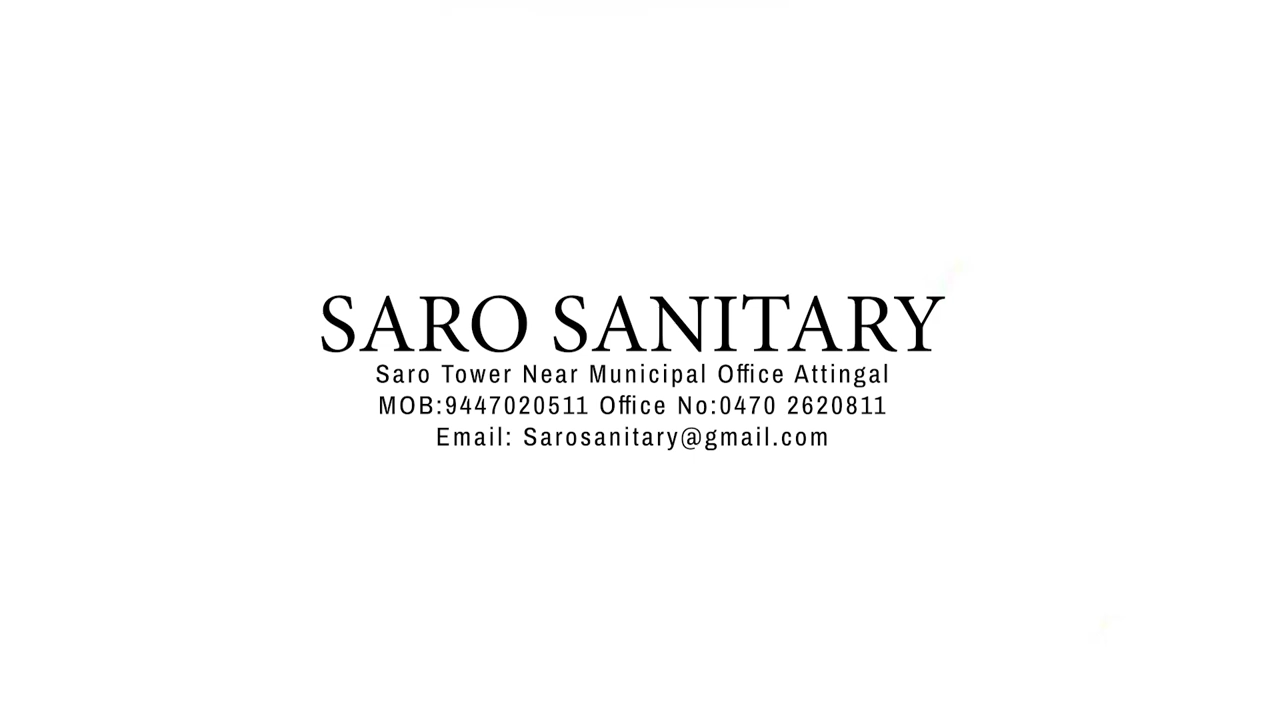 SARO SANITARY
Saro Tower Near Municipal Office Attingal
MOB:9447020511 Office No:0470 2620811
Email: Sarosanitary@gmail.com